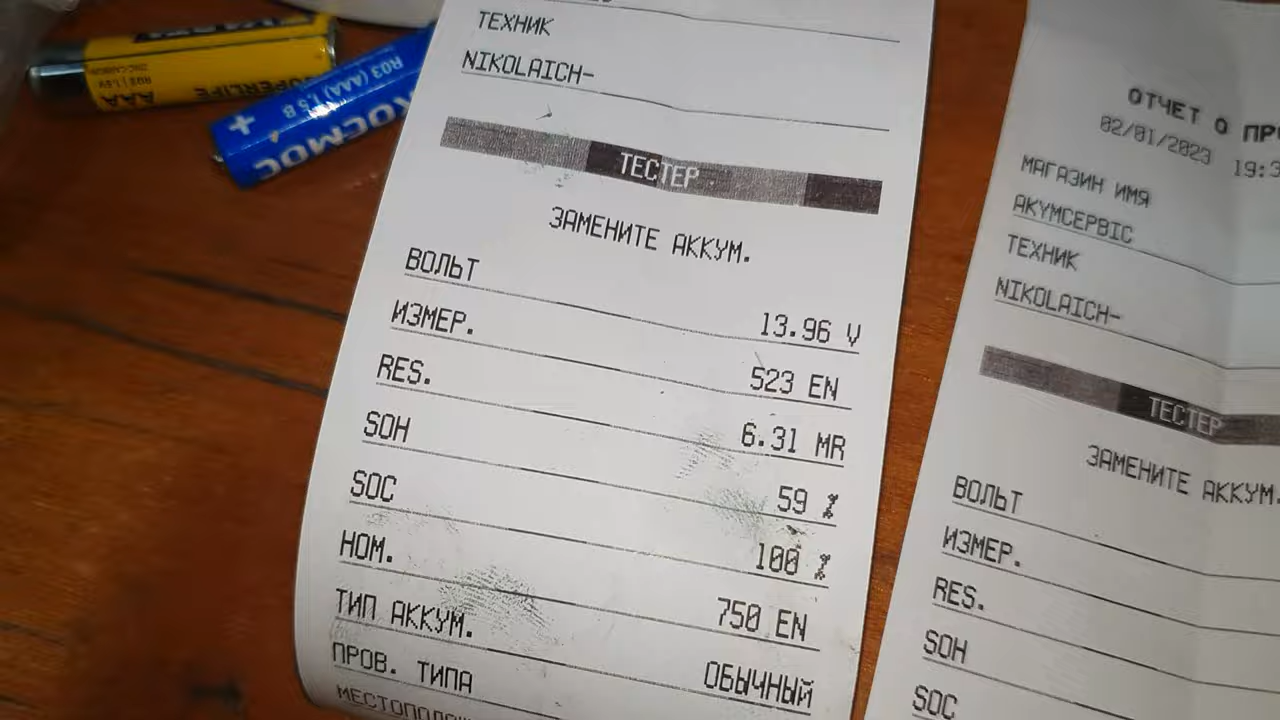 SUPERLIFE
AAA
R03 (AAA) 1,5 В
КОСМОС
ТЕХНИК
NIKOLAICH-
ТЕСТЕР
ЗАМЕНИТЕ АККУМ.
ВОЛЬТ
13.96 V
ИЗМЕР.
523 EN
RES.
6.31 MR
SOH
59 %
SOC
100 %
НОМ.
750 EN
ТИП АККУМ.
ОБЫЧНЫЙ
ПРОВ. ТИПА
ОТЧЕТ О
02/01/2023
МАГАЗИН ИМЯ
АКУМСЕРВІС
ТЕХНИК
NIKOLAICH-
ТЕСТЕР
ЗАМЕНИТЕ АККУМ.
ВОЛЬТ
ИЗМЕР.
RES.
SOH
SOC